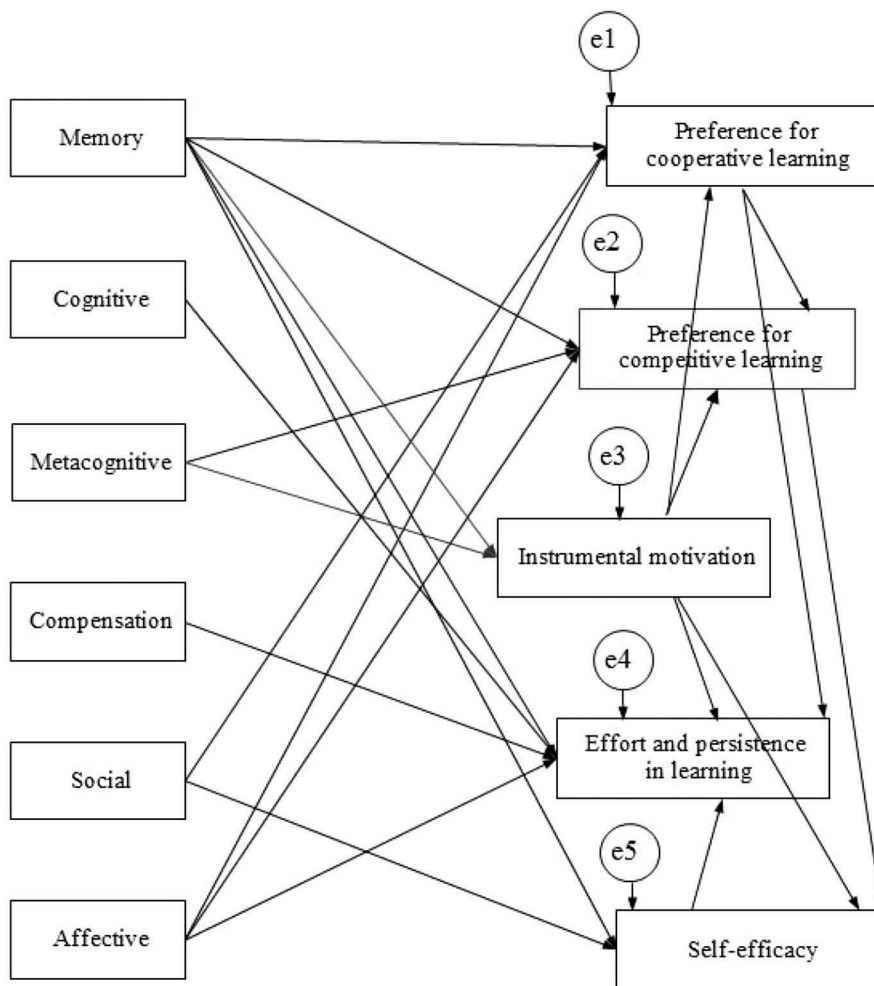 e1
Memory
Preference for
cooperative learning
e2
Cognitive
Preference for
competitive learning
e3
Metacognitive
Instrumental motivation
Compensation
e4
Effort and persistence
in learning
Social
e5
Affective
Self-efficacy